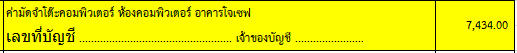 ค่ามัดจำโต๊ะคอมพิวเตอร์ ห้องคอมพิวเตอร์ อาคารโจเซฟ
7,434.00
เลขที่บัญชี ................................................... เจ้าของบัญชี .......................